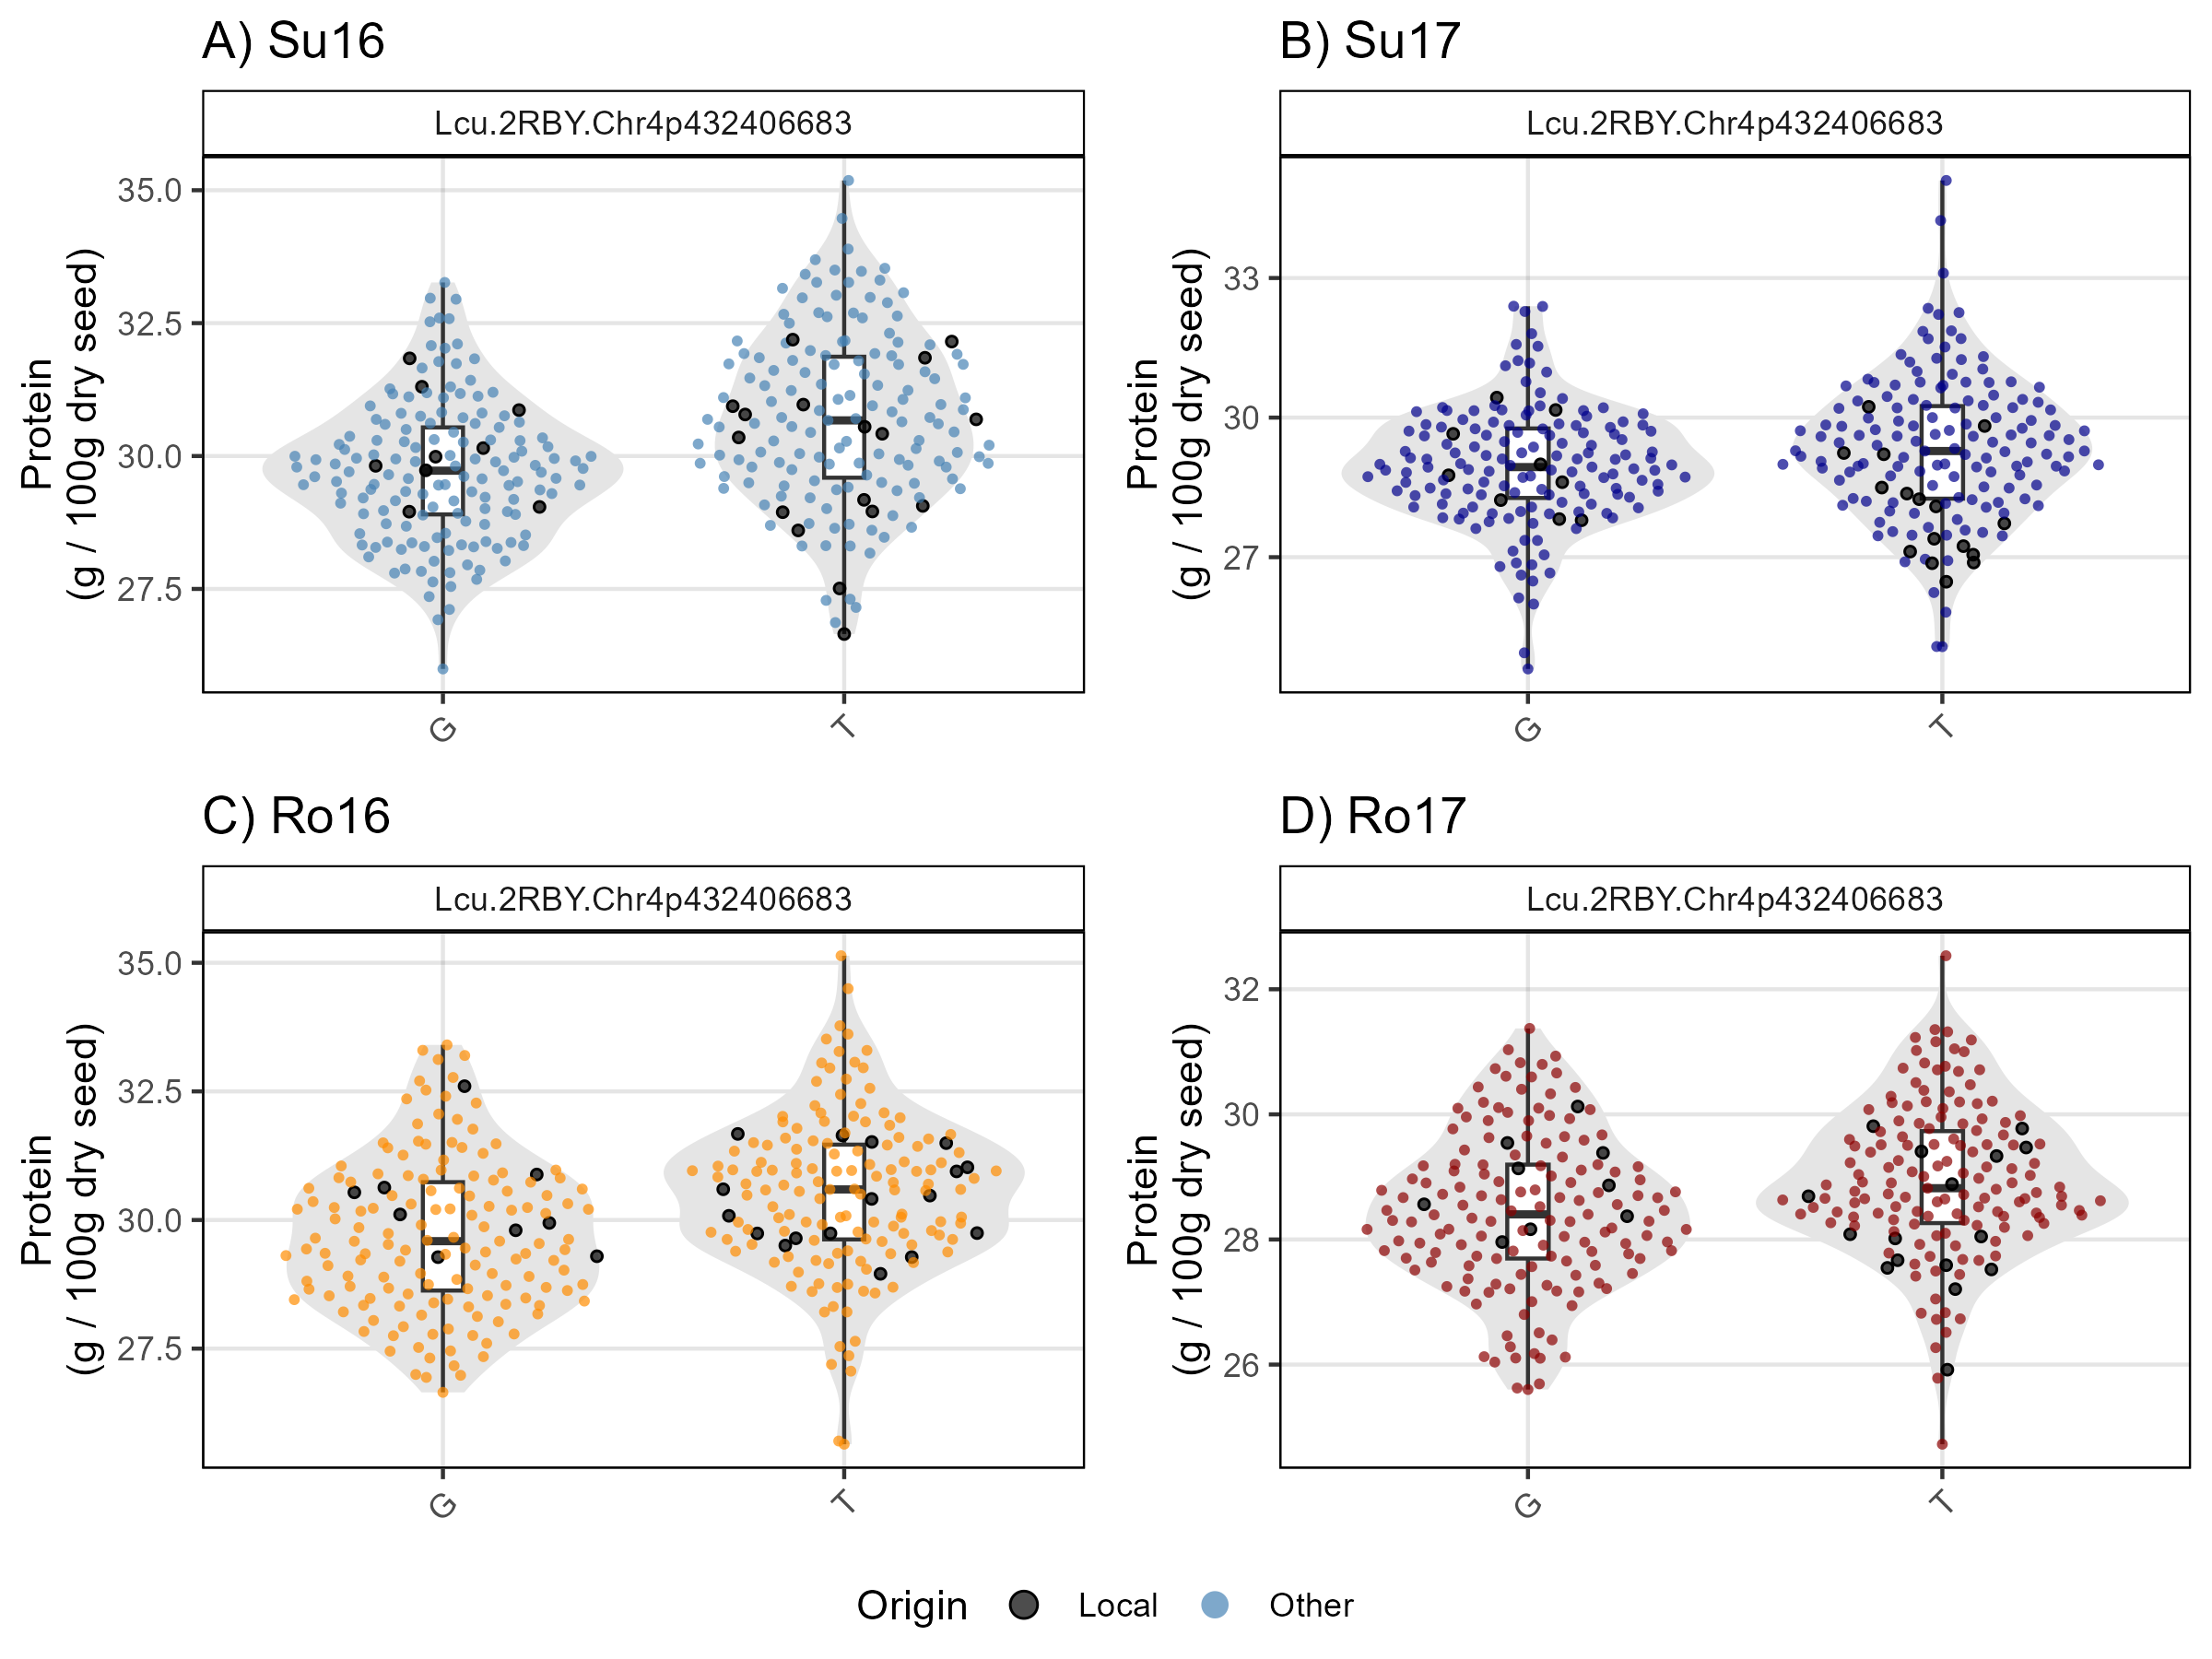 A) Su16
Lcu.2RBY.Chr4p432406683
Protein
(g / 100g dry seed)
35.0
32.5
30.0
27.5
G
T
B) Su17
Lcu.2RBY.Chr4p432406683
Protein
(g / 100g dry seed)
33
30
27
G
T
C) Ro16
Lcu.2RBY.Chr4p432406683
Protein
(g / 100g dry seed)
35.0
32.5
30.0
27.5
G
T
D) Ro17
Lcu.2RBY.Chr4p432406683
Protein
(g / 100g dry seed)
32
30
28
26
G
T
Origin Local Other